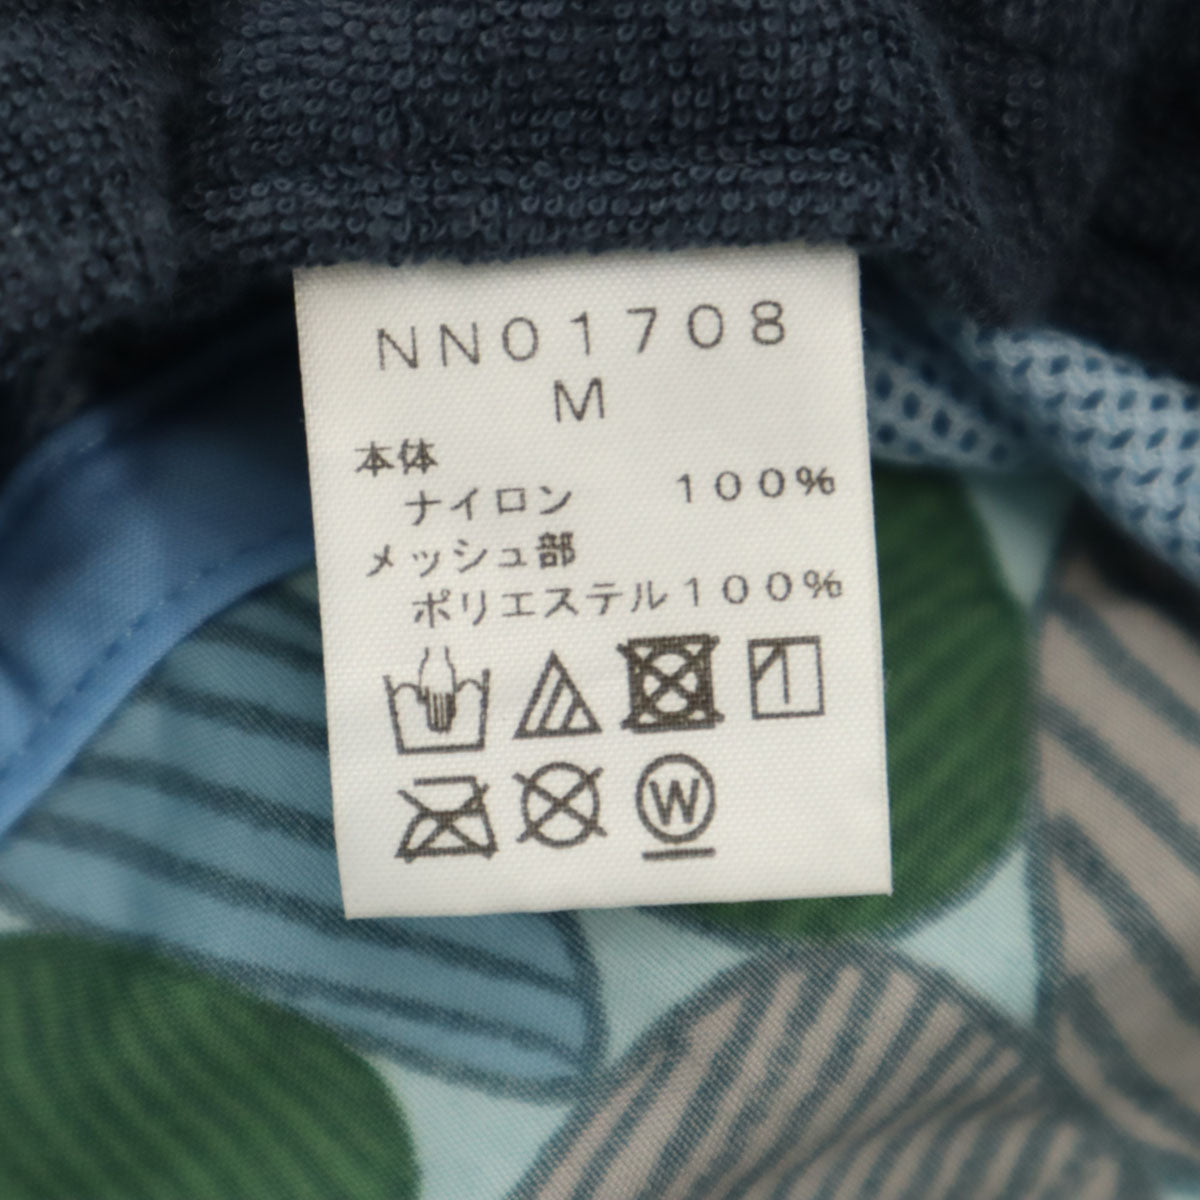 NN01708
M
本体
ナイロン 100%
メッシュ部
ポリエステル100%
W